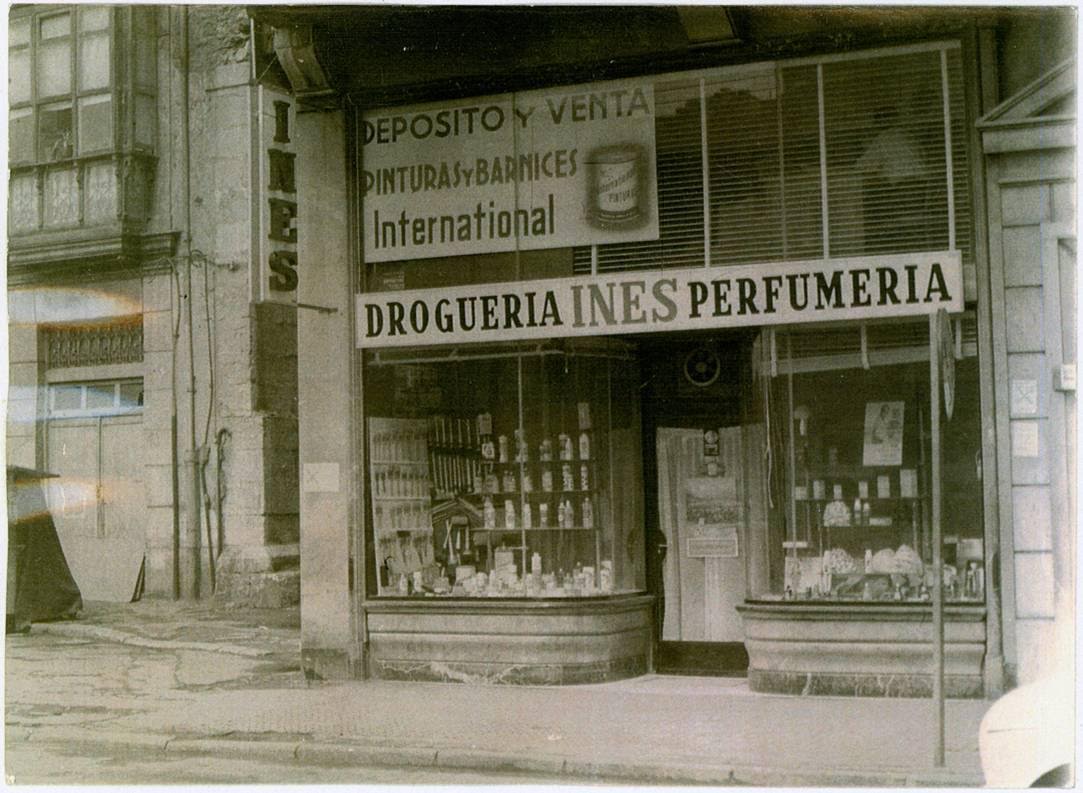 INES
DEPOSITO Y VENTA
PINTURAS Y BARNICES
International
DROGUERIA INES PERFUMERIA